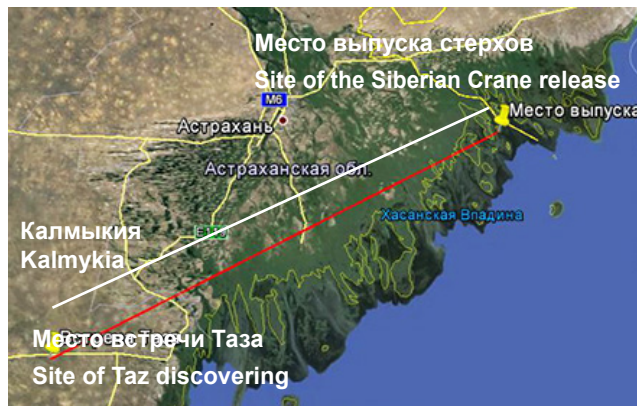 Место выпуска стерхов
Site of the Siberian Crane release
M6
Место выпуска
Астрахань
Астраханская обл.
Хасанская Впадина
Калмыкия
Kalmykia
Место встречи Таза
Site of Taz discovering